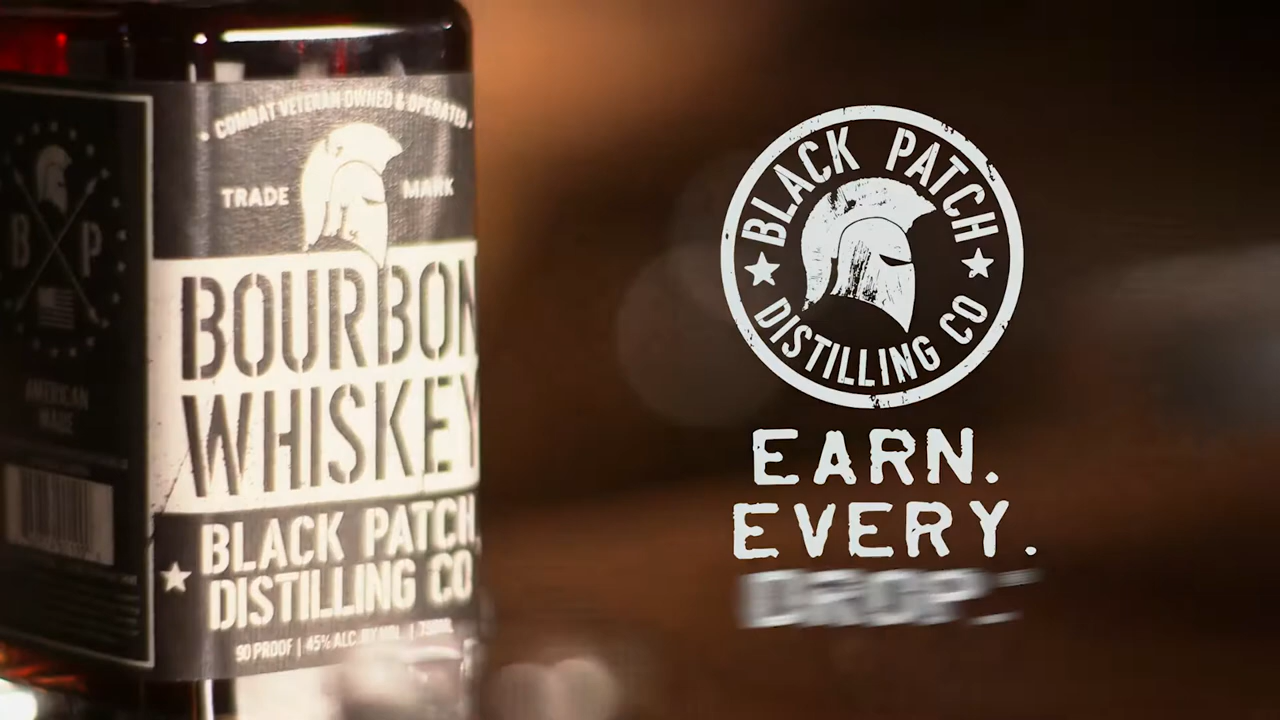 COMBAT VETERAN OWNED & OPERATED
TRADE MARK
BOURBON
WHISKEY
BLACK PATCH
DISTILLING CO
90 PROOF | 45% ALC. BY VOL. | 750ML
B P
AMERICAN
MADE
BLACK PATCH
DISTILLING CO
EARN.
EVERY.
DROP.